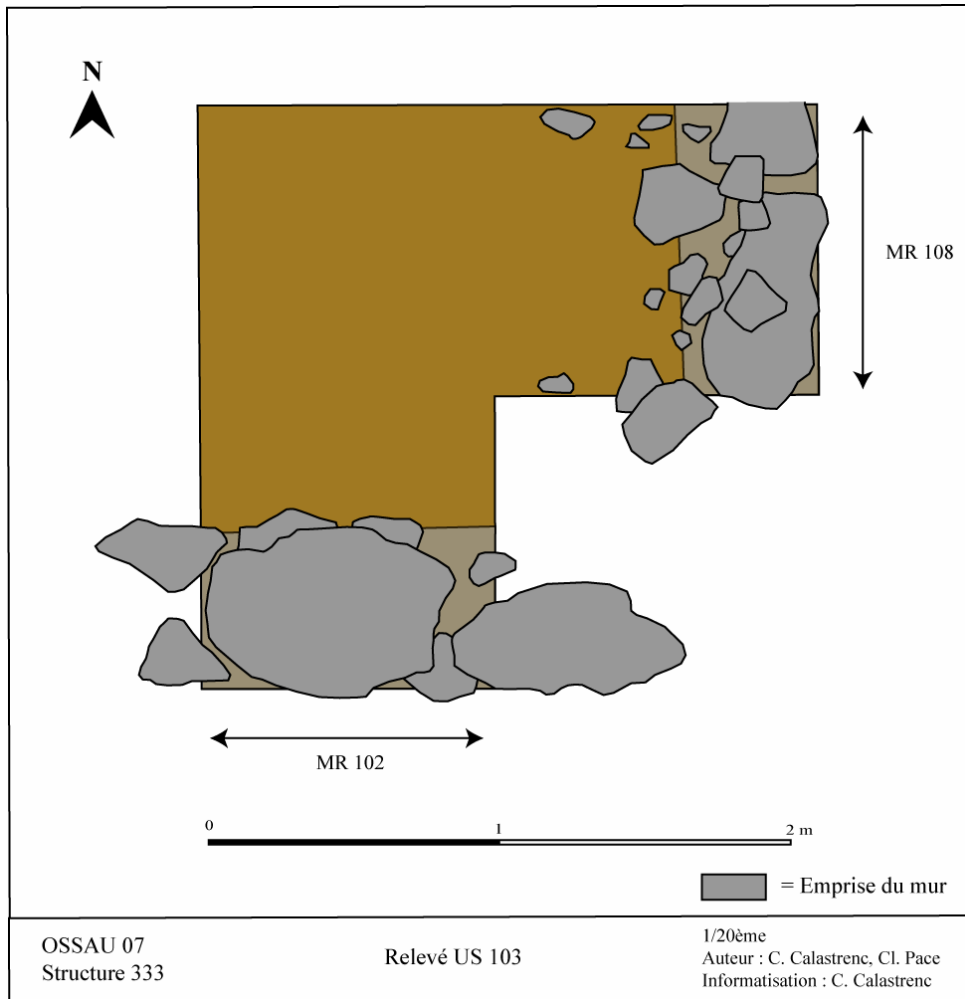 N
MR 108
MR 102
0 1 2 m
= Emprise du mur
OSSAU 07
Structure 333
Relevé US 103
1/20ème
Auteur : C. Calastrenc, Cl. Pace
Informatisation : C. Calastrenc